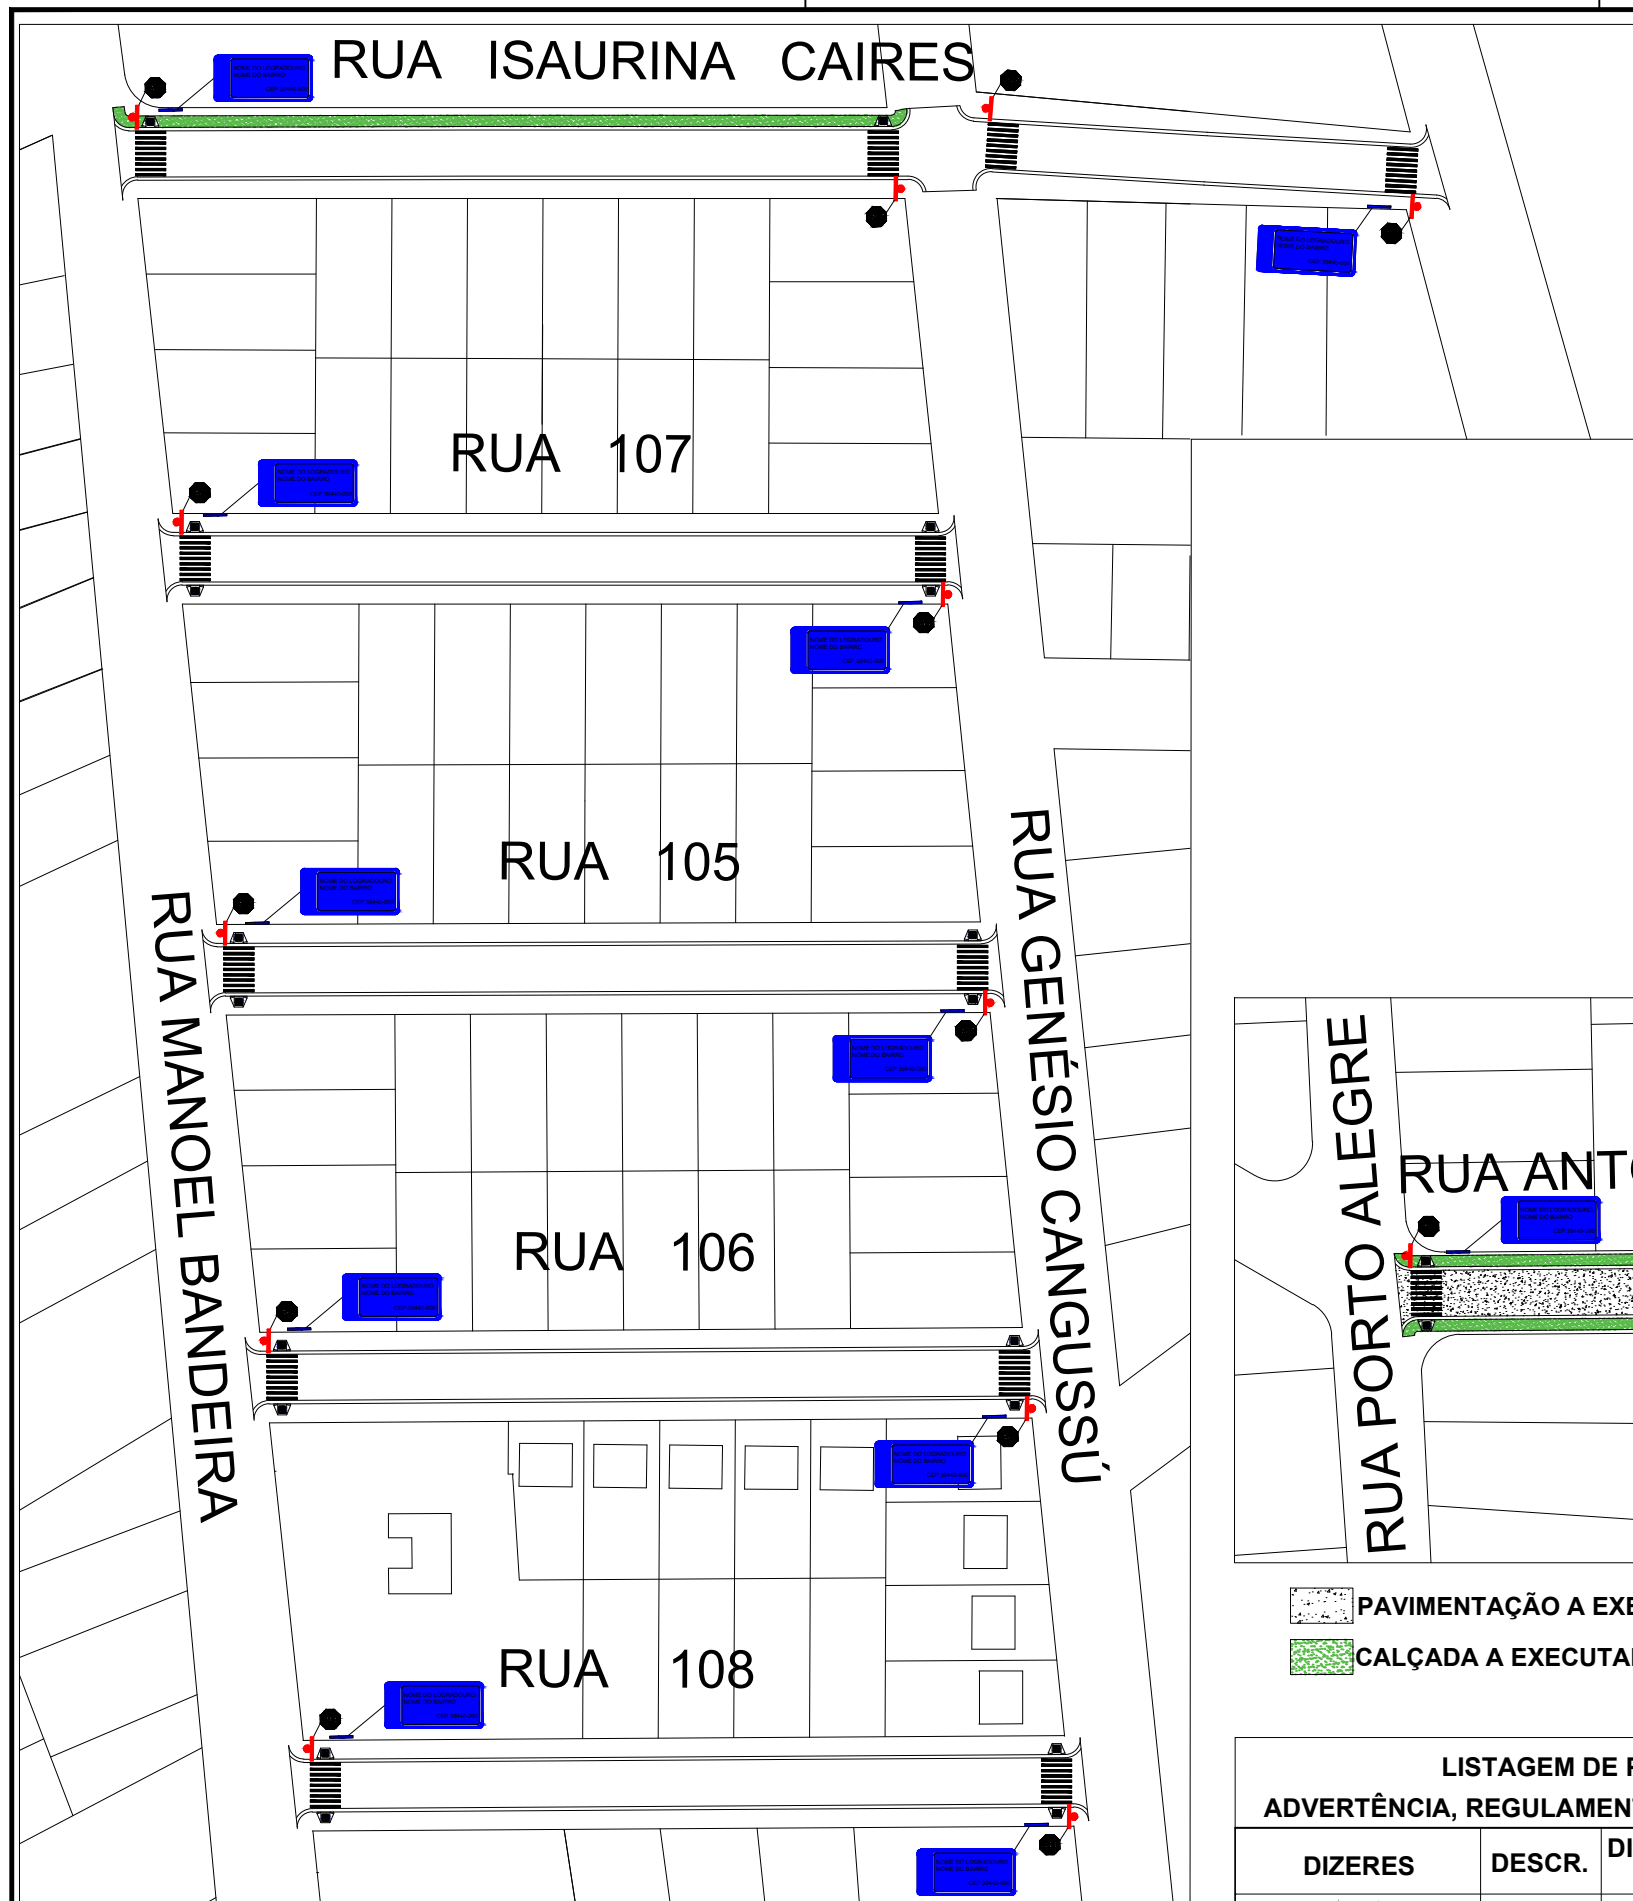 RUA ISAURINA CAIRES
RUA 107
RUA 105
RUA 106
RUA 108
RUA MANOEL BANDEIRA
RUA GENÉSIO CANGUSSÚ
RUA PORTO ALEGRE
RUA ANTO
PAVIMENTAÇÃO A EXE
CALÇADA A EXECUTA
LISTAGEM DE
ADVERTÊNCIA, REGULAMEN
DIZERES
DESCR.
DI